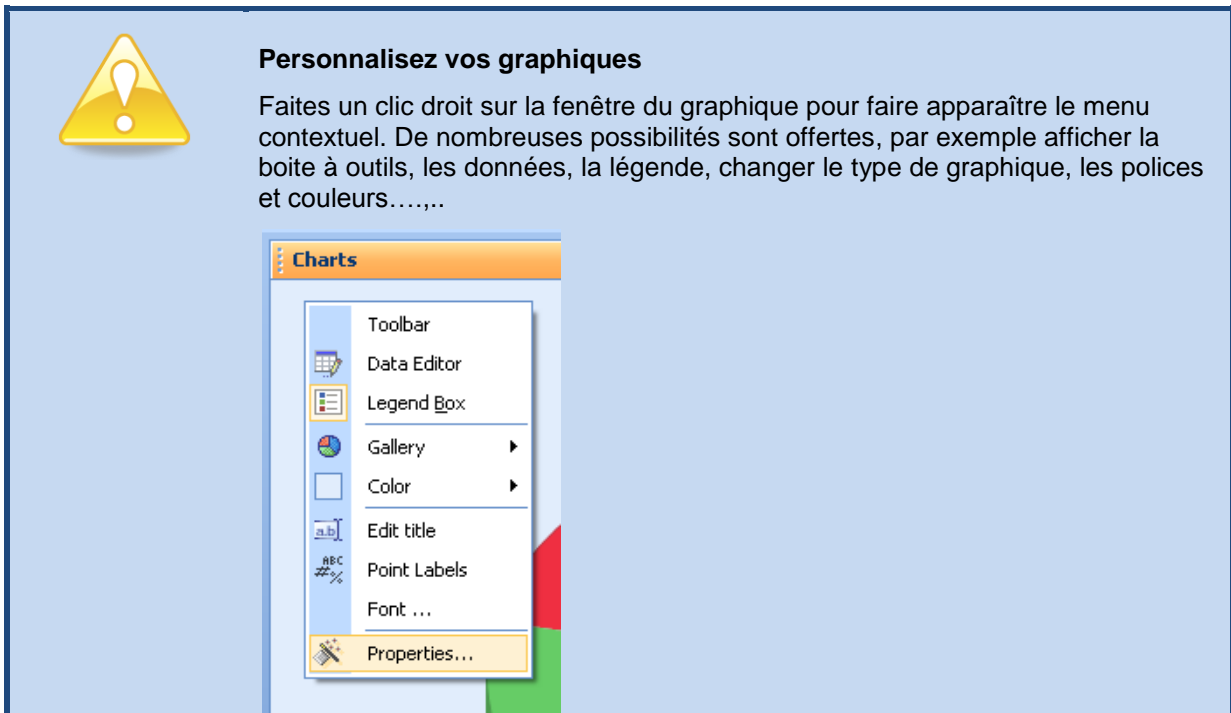 Personnalisez vos graphiques
Faites un clic droit sur la fenêtre du graphique pour faire apparaître le menu
contextuel. De nombreuses possibilités sont offertes, par exemple afficher la
boite à outils, les données, la légende, changer le type de graphique, les polices
et couleurs….,..
Charts
Toolbar
Data Editor
Legend Box
Gallery
Color
a.b
Edit title
ABC
#%
Point Labels
Font ...
Properties...